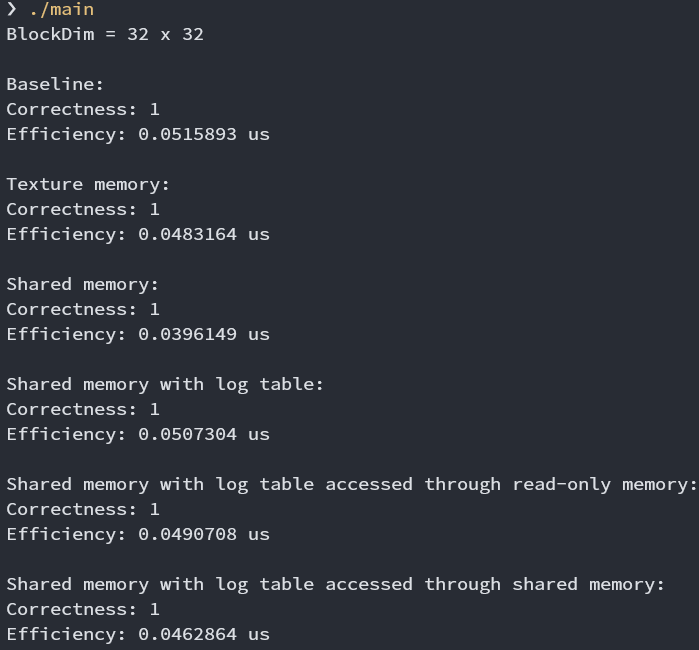 ❯ ./main
BlockDim = 32 x 32
Baseline:
Correctness: 1
Efficiency: 0.0515893 us
Texture memory:
Correctness: 1
Efficiency: 0.0483164 us
Shared memory:
Correctness: 1
Efficiency: 0.0396149 us
Shared memory with log table:
Correctness: 1
Efficiency: 0.0507304 us
Shared memory with log table accessed through read-only memory:
Correctness: 1
Efficiency: 0.0490708 us
Shared memory with log table accessed through shared memory:
Correctness: 1
Efficiency: 0.0462864 us